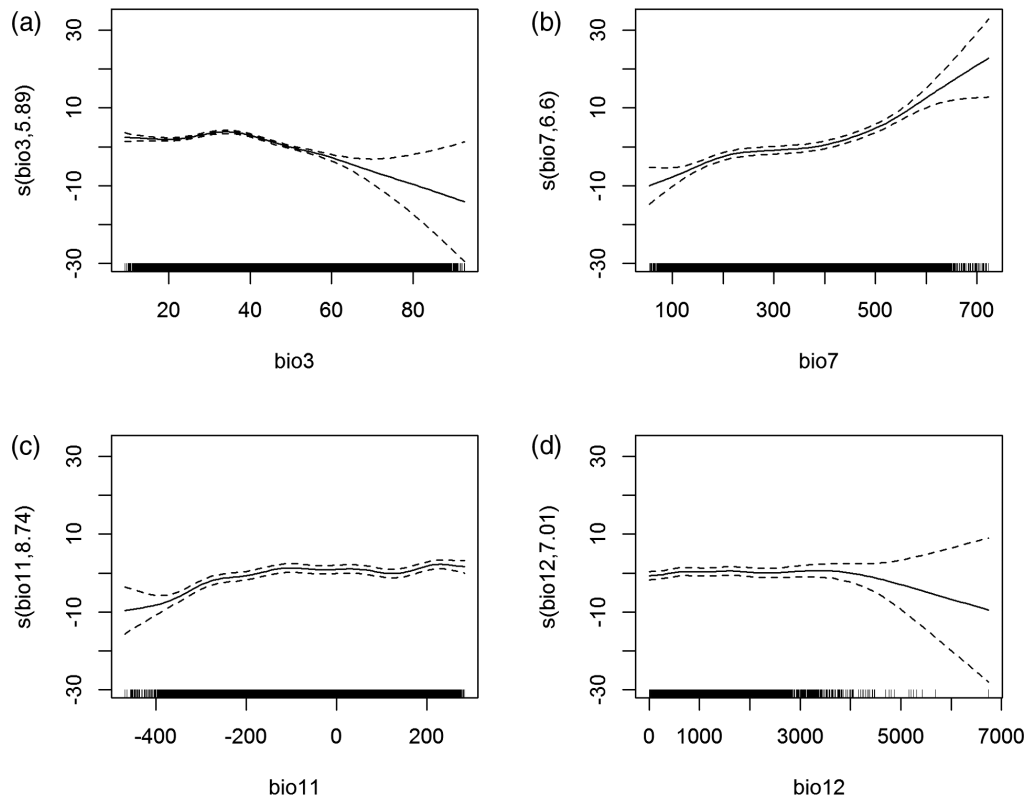 (a)
30
10
-10
-30
s(bio3,5.89)
20 40 60 80
bio3
(b)
30
10
-10
-30
s(bio7,6.6)
100 300 500 700
bio7
(c)
30
10
-10
-30
s(bio11,8.74)
-400 -200 0 200
bio11
(d)
30
10
-10
-30
s(bio12,7.01)
0 1000 3000 5000 7000
bio12